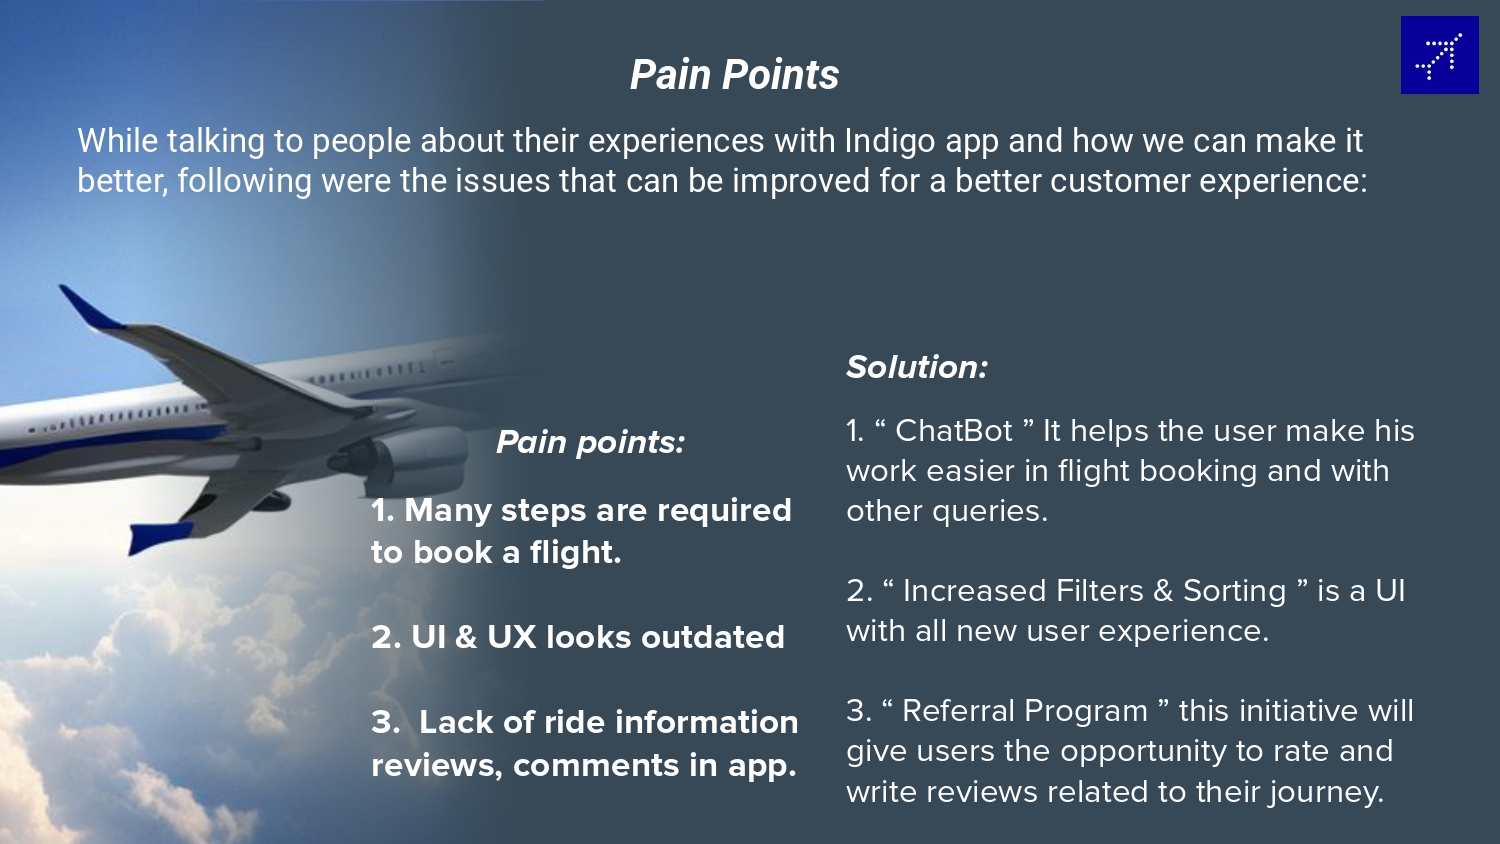 Pain Points
While talking to people about their experiences with Indigo app and how we can make it
better, following were the issues that can be improved for a better customer experience:
Pain points:
1. Many steps are required
to book a flight.
2. UI & UX looks outdated
3.  Lack of ride information
reviews, comments in app.
Solution:
1. “ ChatBot ” It helps the user make his
work easier in flight booking and with
other queries.
2. “ Increased Filters & Sorting ” is a UI
with all new user experience.
3. “ Referral Program ” this initiative will
give users the opportunity to rate and
write reviews related to their journey.